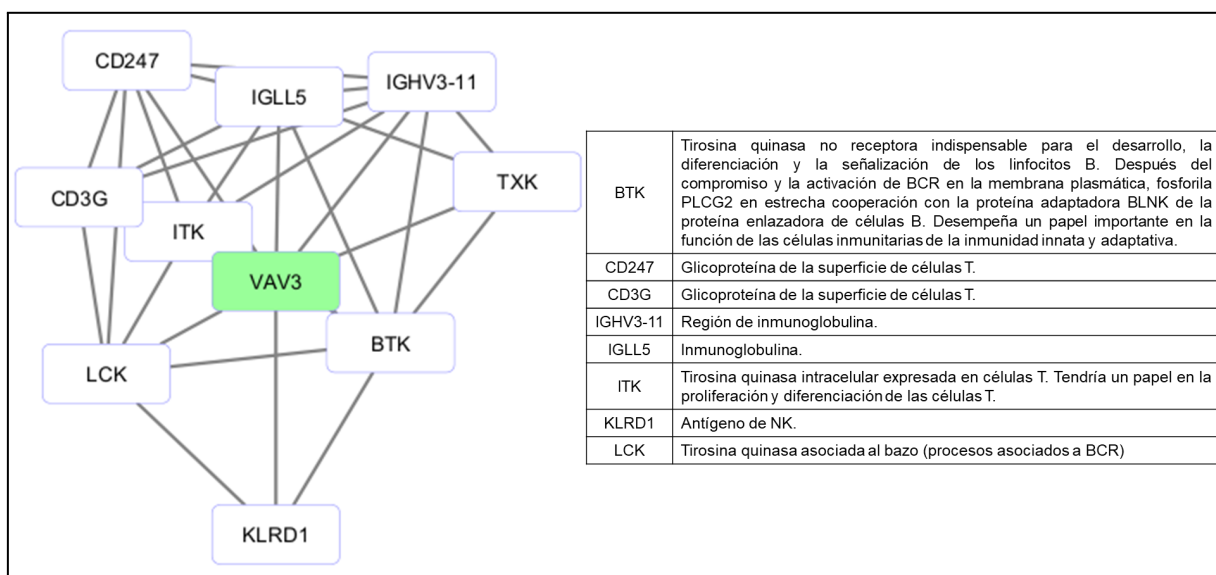 CD247
IGLL5
IGHV3-11
CD3G
ITK
TXK
VAV3
BTK
LCK
KLRD1
BTK
Tirosina quinasa no receptora indispensable para el desarrollo, la
diferenciación y la señalización de los linfocitos B. Después del
compromiso y la activación de BCR en la membrana plasmática, fosforila
PLCG2 en estrecha cooperación con la proteína adaptadora BLNK de la
proteína enlazadora de células B. Desempeña un papel importante en la
función de las células inmunitarias de la inmunidad innata y adaptativa.
CD247
Glicoproteína de la superficie de células T.
CD3G
Glicoproteína de la superficie de células T.
IGHV3-11
Región de inmunoglobulina.
IGLL5
Inmunoglobulina.
ITK
Tirosina quinasa intracelular expresada en células T. Tendría un papel en la
proliferación y diferenciación de las células T.
KLRD1
Antígeno de NK.
LCK
Tirosina quinasa asociada al bazo (procesos asociados a BCR)